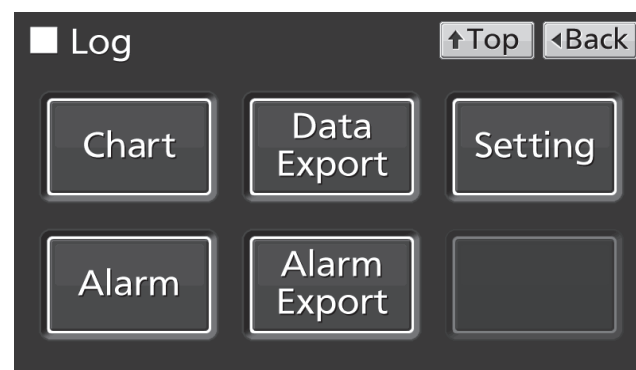 Log
Top
Back
Chart
Data
Export
Setting
Alarm
Alarm
Export